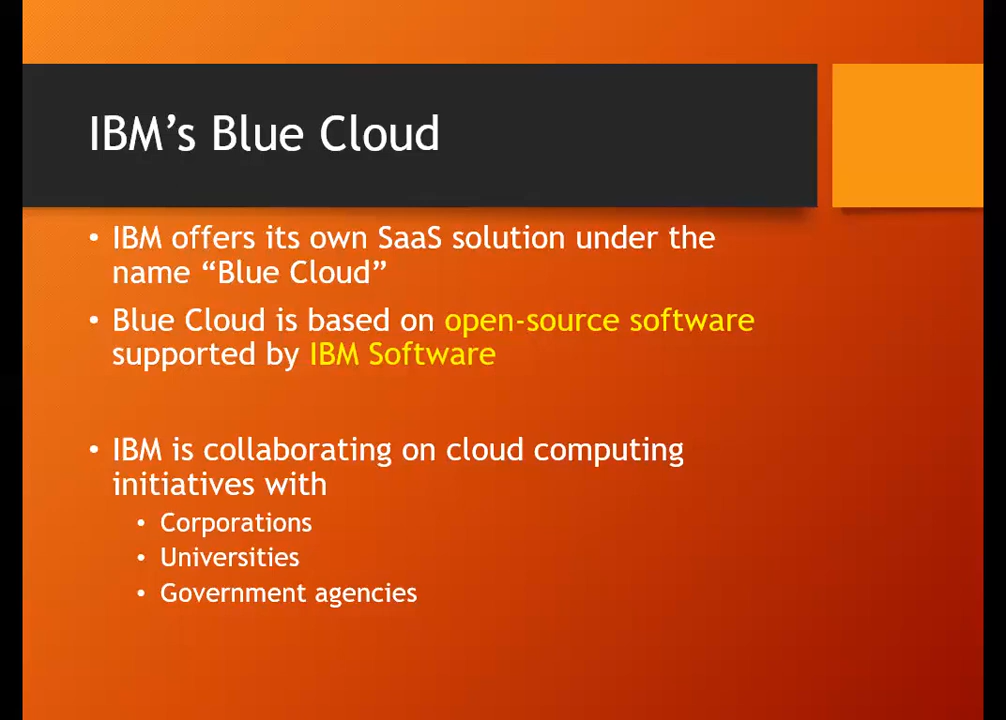 IBM’s Blue Cloud
• IBM offers its own SaaS solution under the
name “Blue Cloud”
• Blue Cloud is based on open-source software
supported by IBM Software
• IBM is collaborating on cloud computing
initiatives with
• Corporations
• Universities
• Government agencies